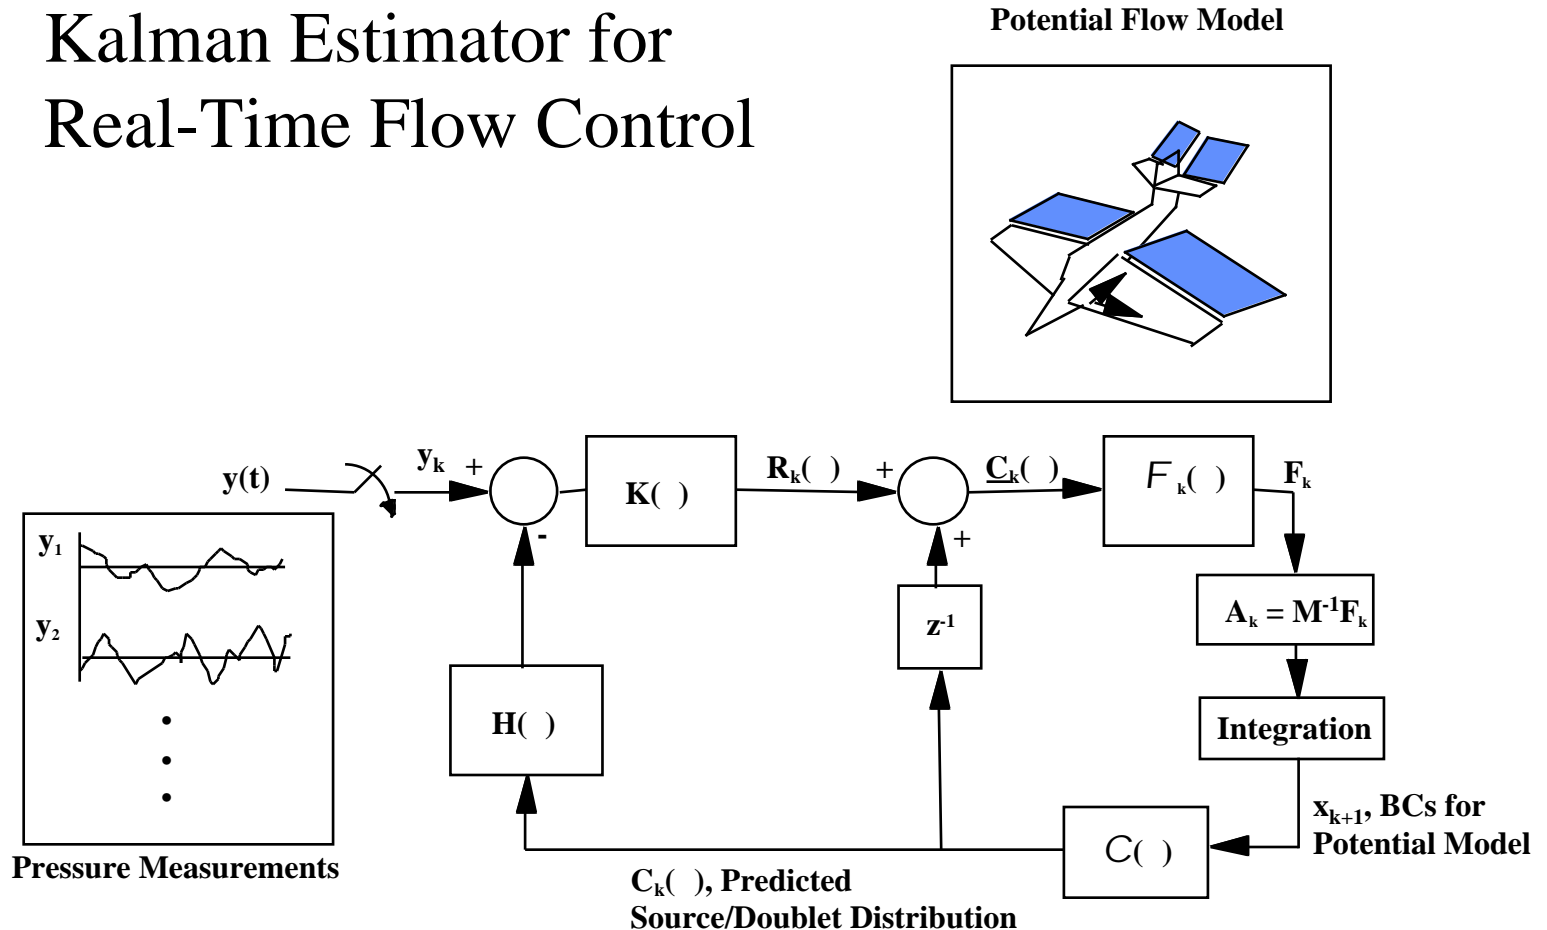 Kalman Estimator for
Real-Time Flow Control
Potential Flow Model
y(t)
yₖ
+
-
K( )
Rₖ( )
+
+
C̲ₖ( )
Fₖ( )
Fₖ
y₁
y₂
Pressure Measurements
H( )
z⁻¹
Aₖ = M⁻¹Fₖ
Integration
xₖ₊₁, BCs for
Potential Model
C( )
Cₖ( ), Predicted
Source/Doublet Distribution